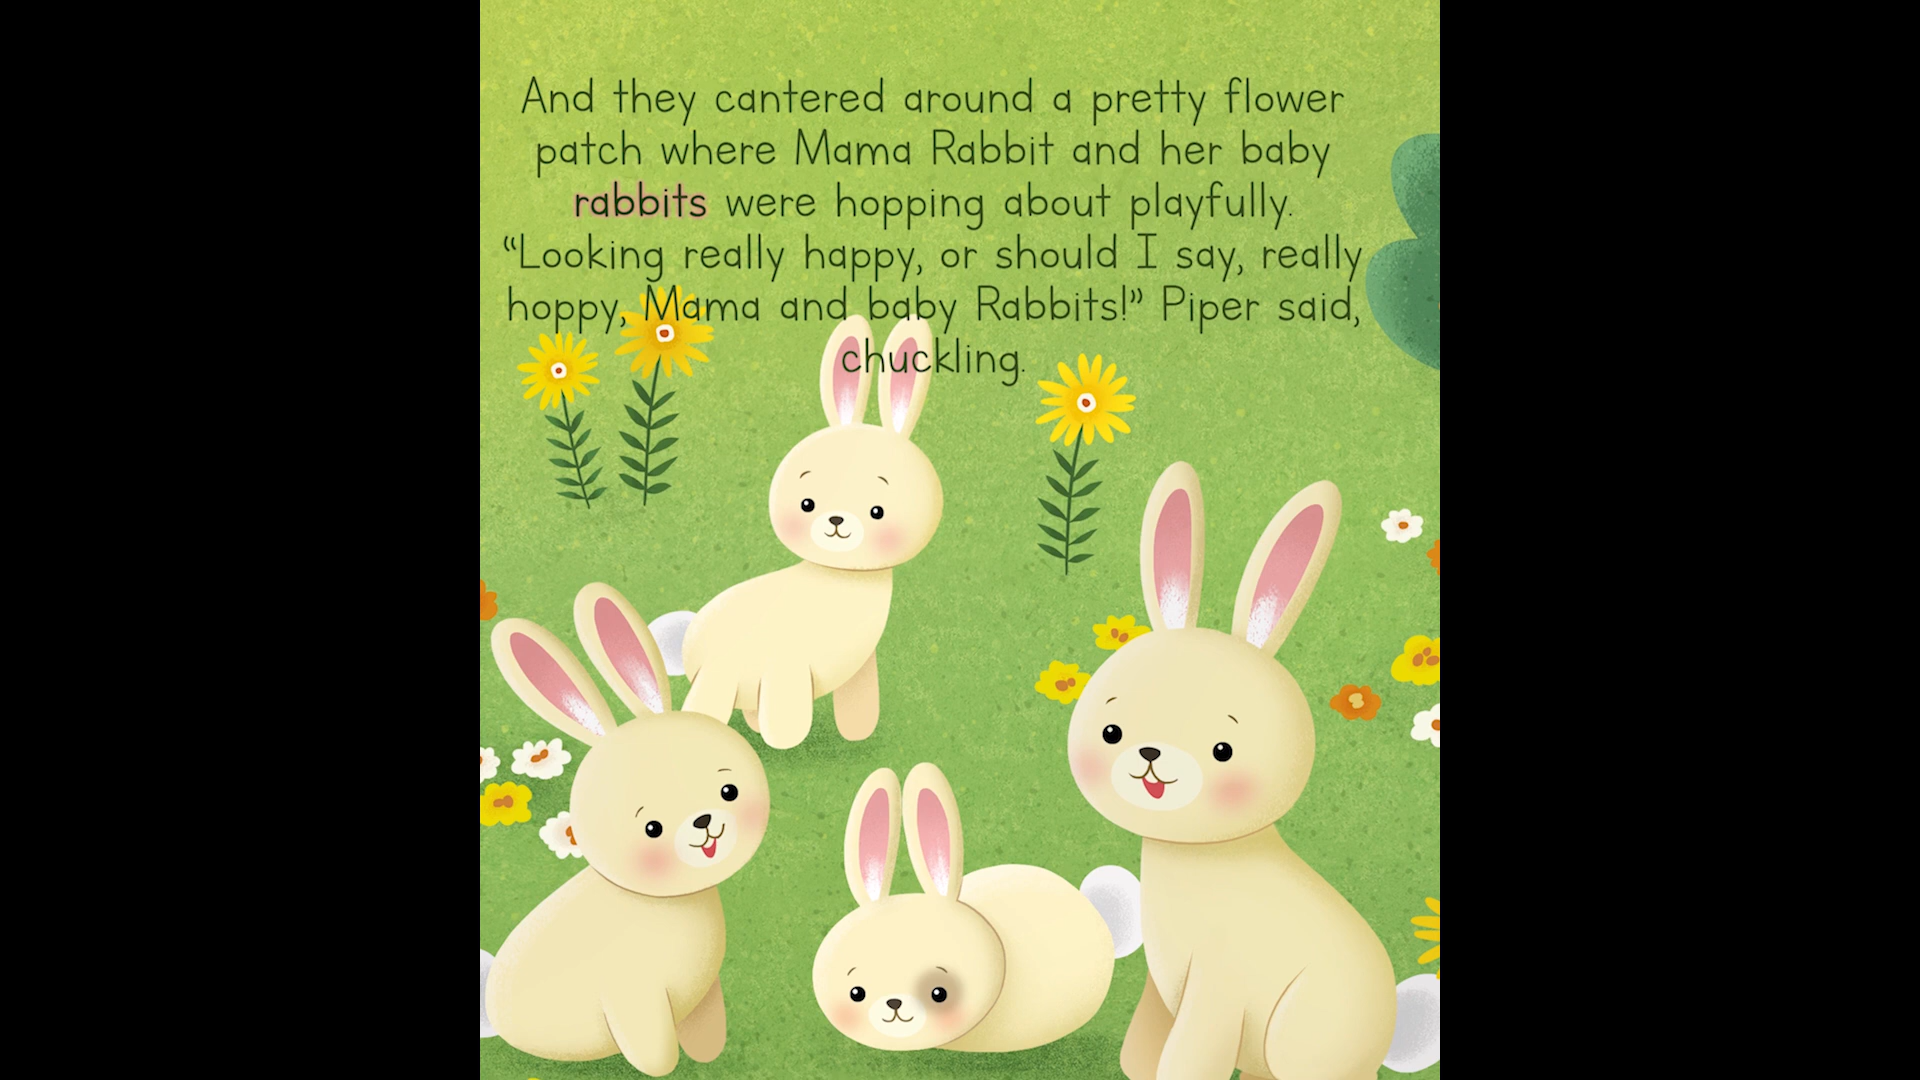 And they cantered around a pretty flower
patch where Mama Rabbit and her baby
rabbits were hopping about playfully.
“Looking really happy, or should I say, really
hoppy, Mama and baby Rabbits!” Piper said,
chuckling.